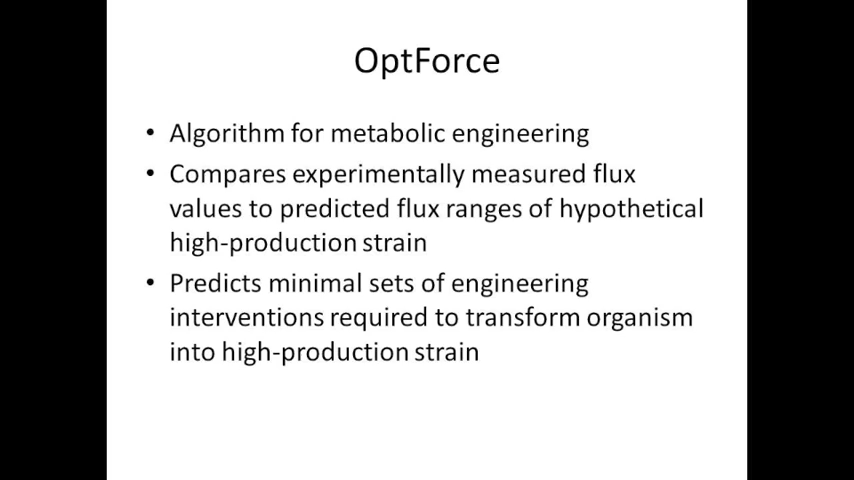 OptForce
• Algorithm for metabolic engineering
• Compares experimentally measured flux
values to predicted flux ranges of hypothetical
high-production strain
• Predicts minimal sets of engineering
interventions required to transform organism
into high-production strain